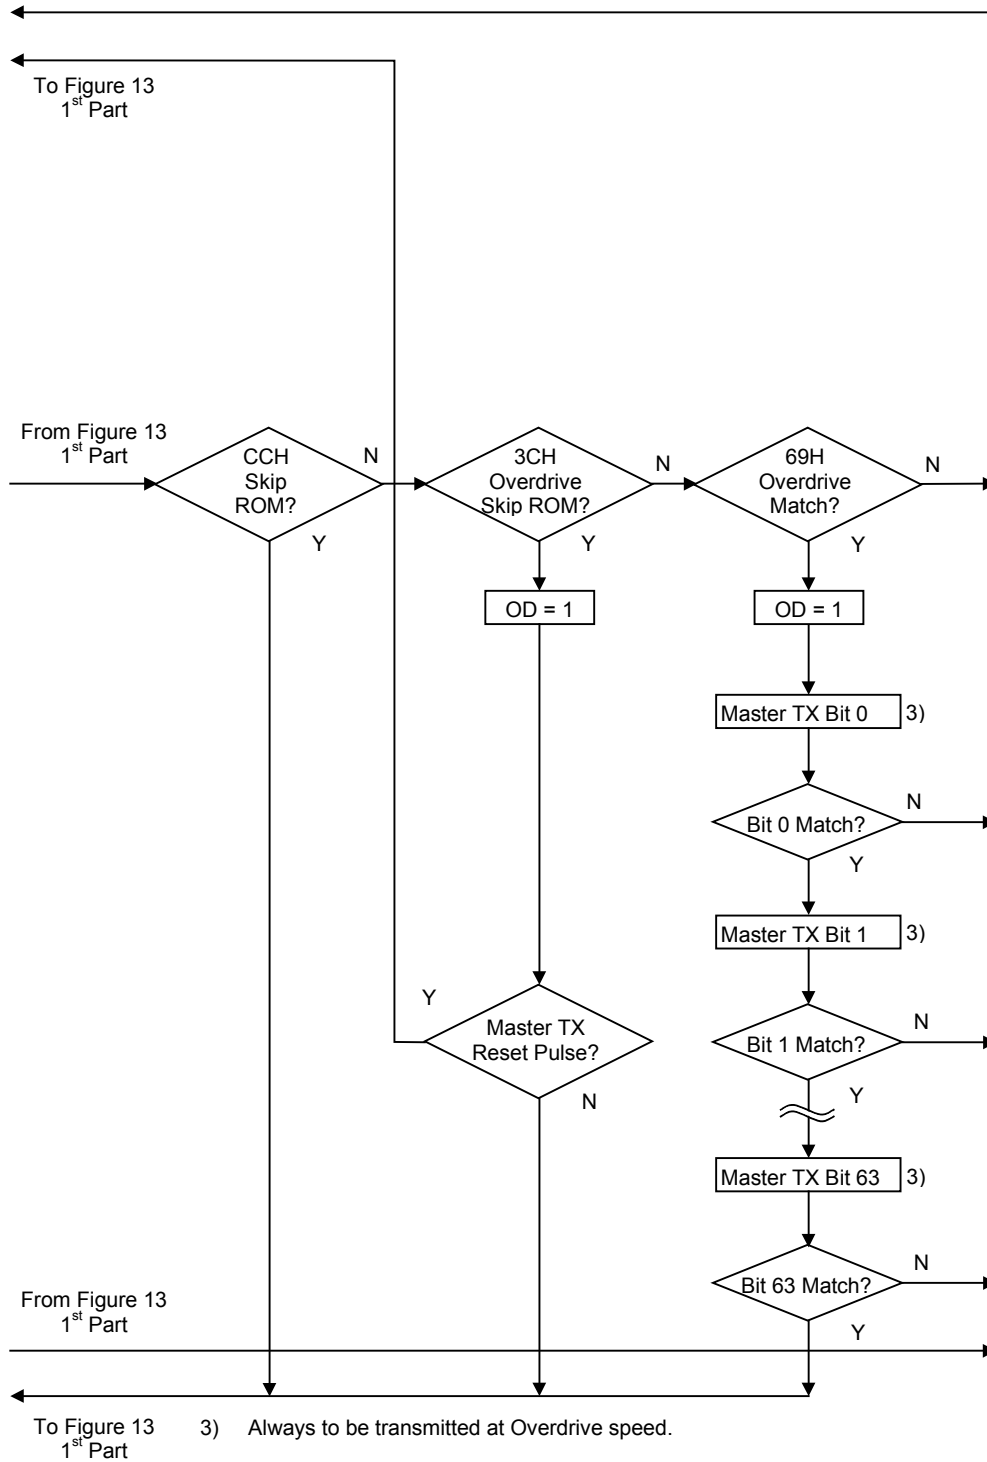 To Figure 13
1st Part
From Figure 13
1st Part
CCH
Skip
ROM?
N
Y
3CH
Overdrive
Skip ROM?
N
Y
69H
Overdrive
Match?
N
Y
OD = 1
OD = 1
Master TX Bit 0 3)
Bit 0 Match?
N
Y
Master TX Bit 1 3)
Y
Master TX
Reset Pulse?
N
Bit 1 Match?
N
Y
Master TX Bit 63 3)
Bit 63 Match?
N
Y
From Figure 13
1st Part
To Figure 13
1st Part
3) Always to be transmitted at Overdrive speed.